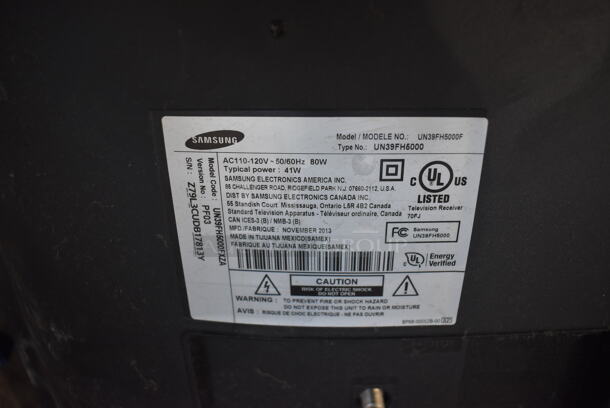 SAMSUNG
Model / MODELE NO.: UN39FH5000F
Type No.: UN39FH5000
AC110-120V ~ 50/60Hz 80W
Typical power : 41W
SAMSUNG ELECTRONICS AMERICA INC.
85 CHALLENGER ROAD, RIDGEFIELD PARK N.J. 07660-2112, U.S.A.
DIST BY SAMSUNG ELECTRONICS CANADA INC.
55 Standish Court Mississauga, Ontario L5R 4B2 Canada
Standard Television Apparatus - Téléviseur ordinaire, Canada
CAN ICES-3 (B) / NMB-3 (B)
MFD/FABRIQUE : NOVEMBER 2013
MADE IN TIJUANA MEXICO(SAMEX)
FABRIQUE AU TIJUANA MEXIQUE(SAMEX)
C UL US
LISTED
Television Receiver
70FJ
FC Samsung
UN39FH5000
C UL Energy
Verified
Model Code : UN39FH5000FXZA
Version No : PF03
S/N : Z79L3CUDB17813Y
CAUTION
RISK OF ELECTRIC SHOCK
DO NOT OPEN
WARNING : TO PREVENT FIRE OR SHOCK HAZARD
DO NOT EXPOSE THIS UNIT TO RAIN OR MOISTURE
AVIS : RISQUE DE CHOC ELECTRIQUE - NE PAS OUVRIR